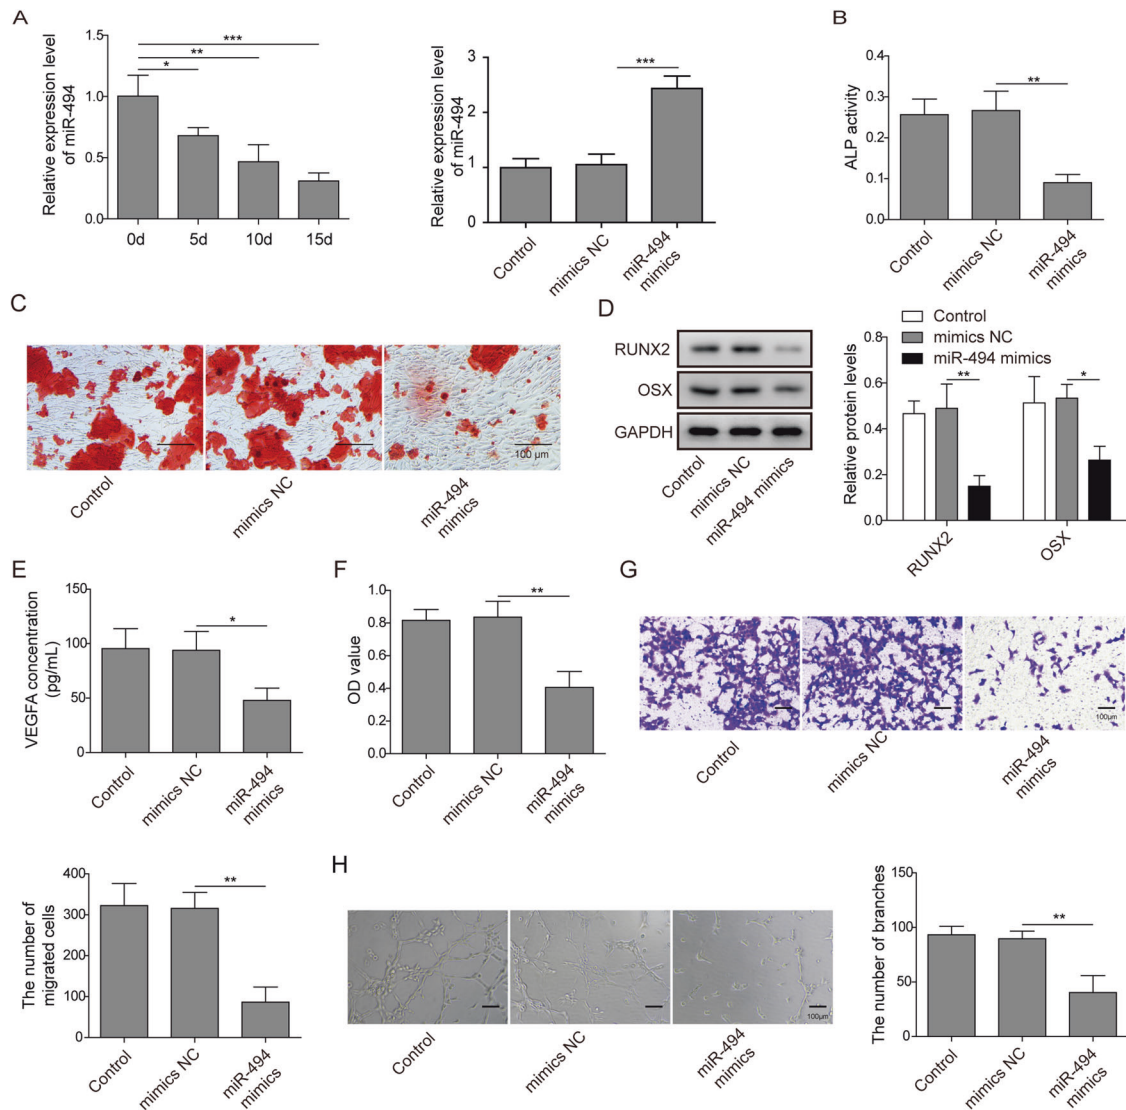 A
Relative expression level
of miR-494
1.5
1.0
0.5
0.0
***
**
*
0d
5d
10d
15d
Relative expression level
of miR-494
3
2
1
0
***
Control
mimics NC
miR-494
mimics
B
ALP activity
0.4
0.3
0.2
0.1
0.0
**
Control
mimics NC
miR-494
mimics
C
100 μm
Control
mimics NC
miR-494
mimics
D
RUNX2
OSX
GAPDH
Control
mimics NC
miR-494 mimics
Control
mimics NC
miR-494 mimics
Relative protein levels
0.8
0.6
0.4
0.2
0.0
**
*
RUNX2
OSX
E
VEGFA concentration
(pg/mL)
150
100
50
0
*
Control
mimics NC
miR-494
mimics
F
OD value
1.0
0.8
0.6
0.4
0.2
0.0
**
Control
mimics NC
miR-494
mimics
G
100μm
Control
mimics NC
miR-494
mimics
The number of
migrated cells
400
300
200
100
0
**
Control
mimics NC
miR-494
mimics
H
100μm
Control
mimics NC
miR-494
mimics
The number of branches
150
100
50
0
**
Control
mimics NC
miR-494
mimics